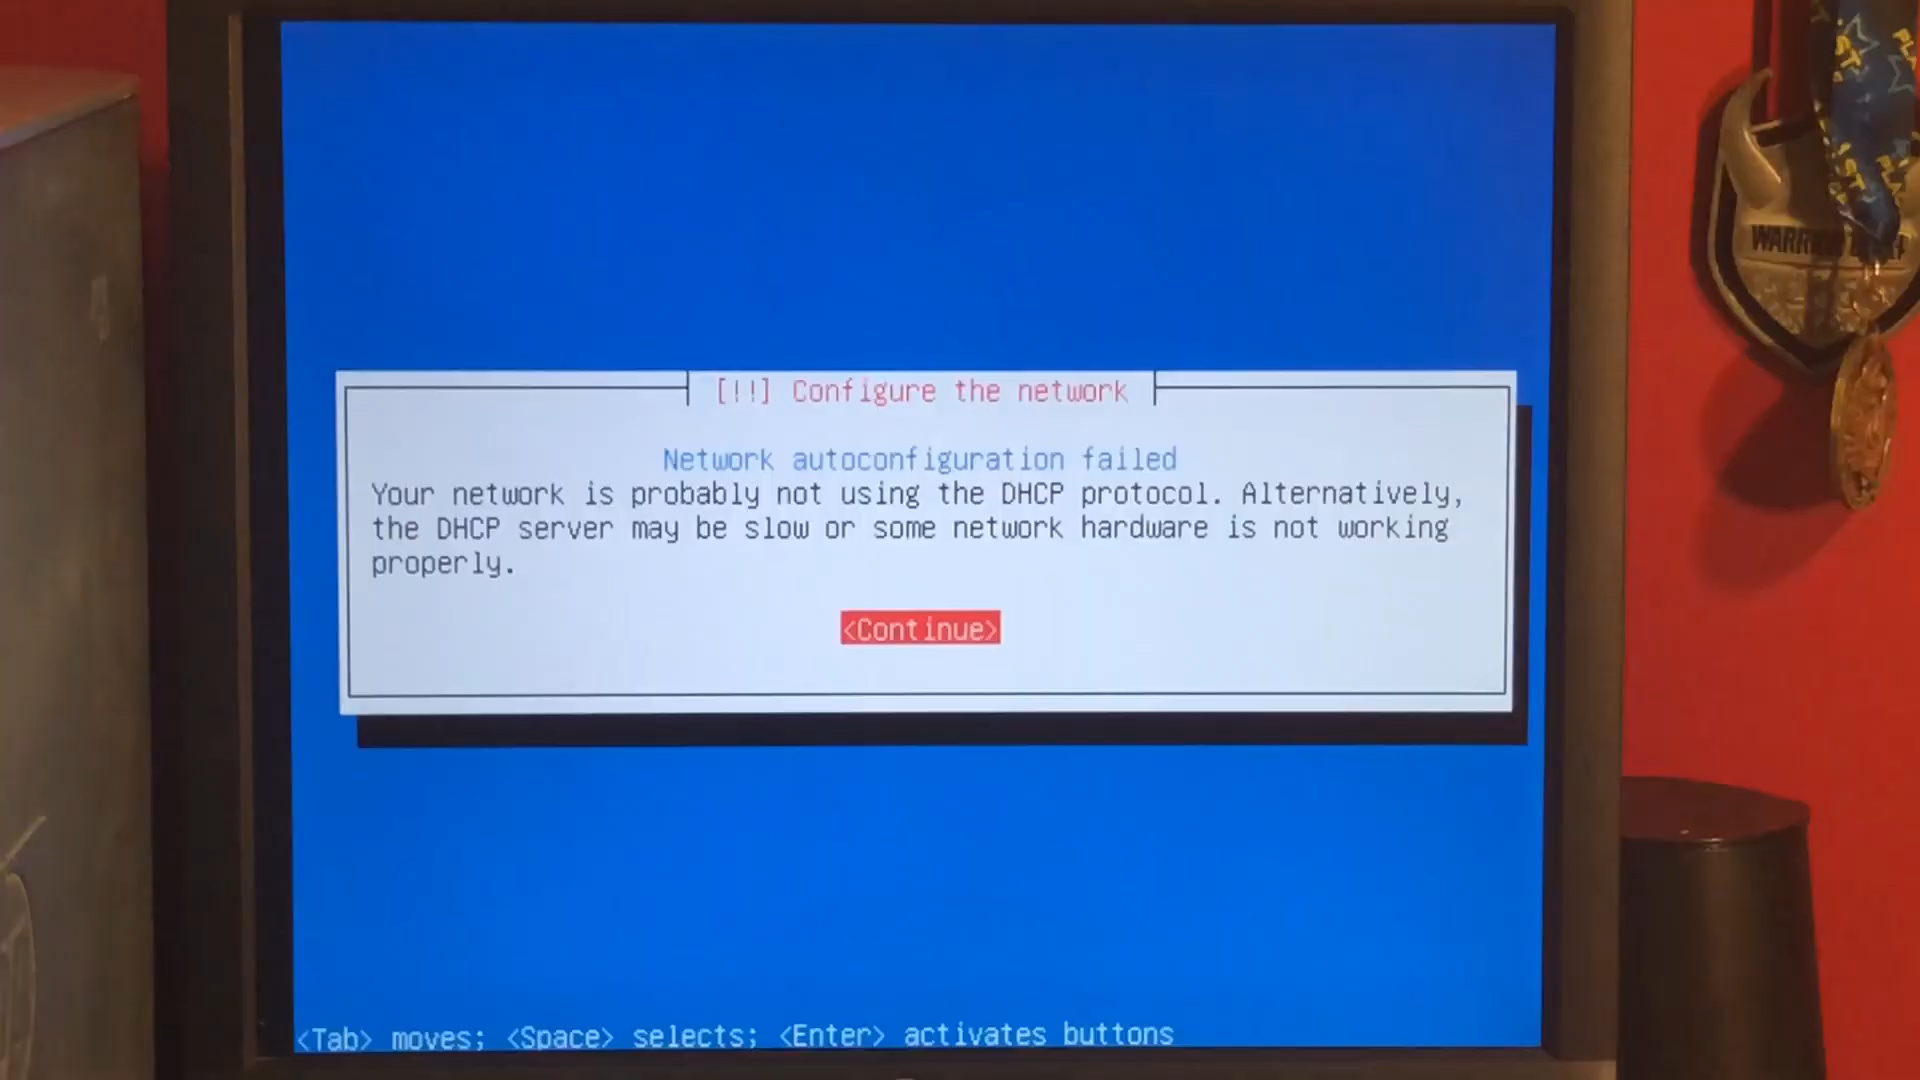 [!!] Configure the network
Network autoconfiguration failed
Your network is probably not using the DHCP protocol. Alternatively,
the DHCP server may be slow or some network hardware is not working
properly.
<Continue>
<Tab> moves; <Space> selects; <Enter> activates buttons